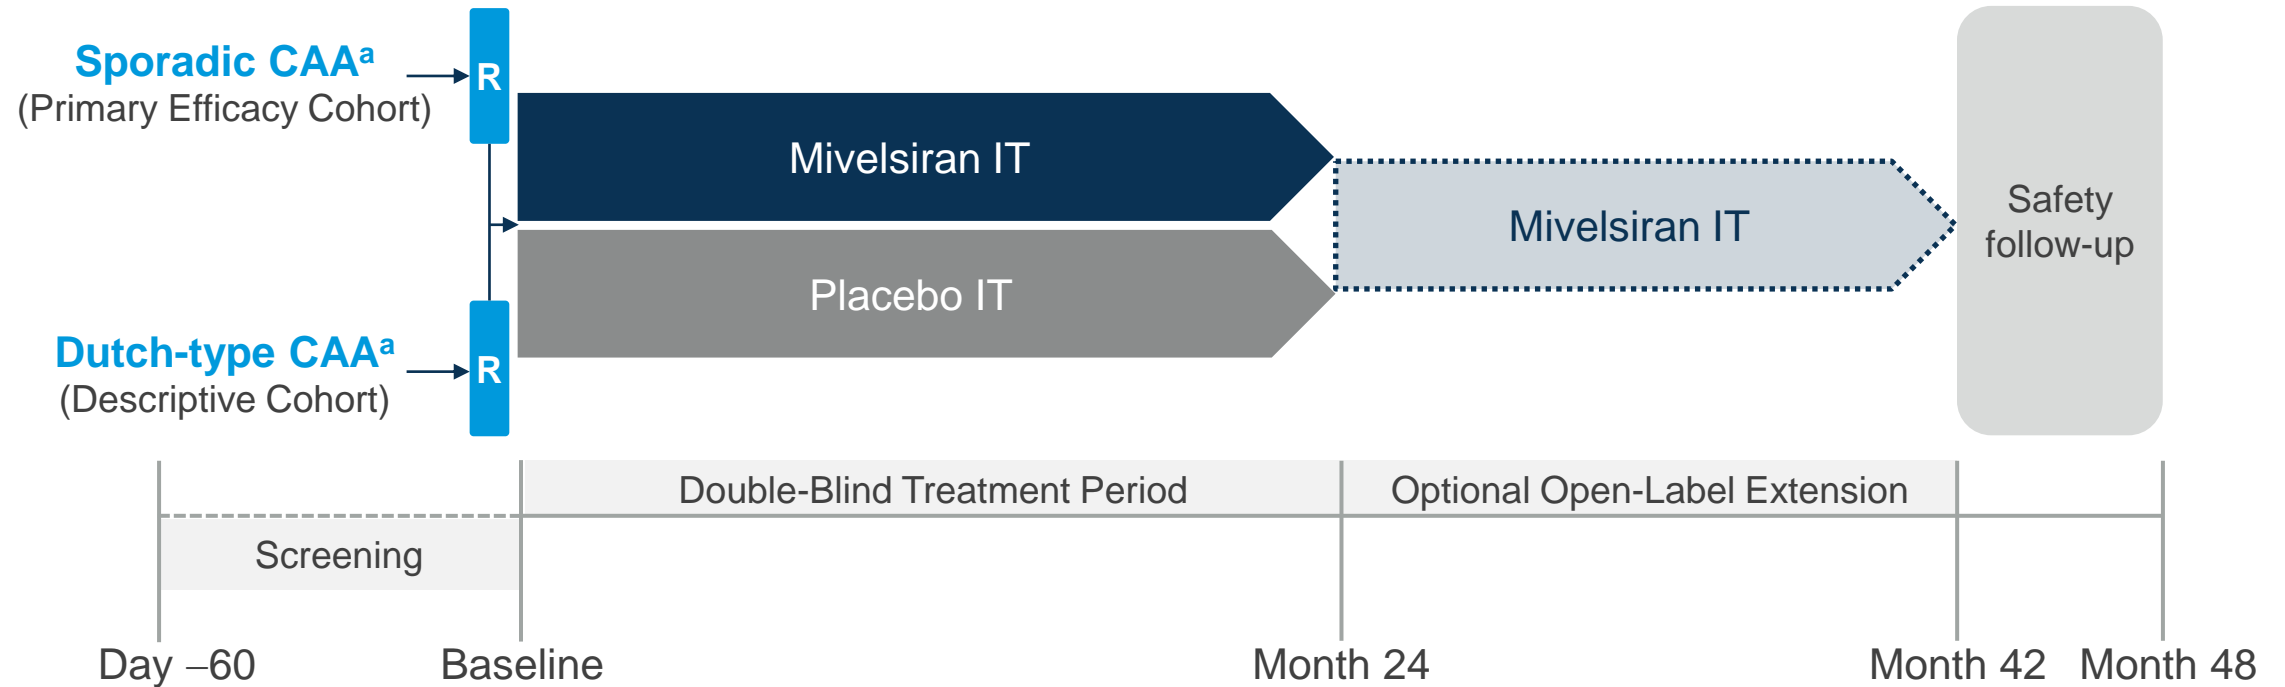 Sporadic CAAᵃ
(Primary Efficacy Cohort)
R
Mivelsiran IT
Placebo IT
Dutch-type CAAᵃ
(Descriptive Cohort)
R
Mivelsiran IT
Safety
follow-up
Double-Blind Treatment Period
Optional Open-Label Extension
Screening
Day –60
Baseline
Month 24
Month 42
Month 48